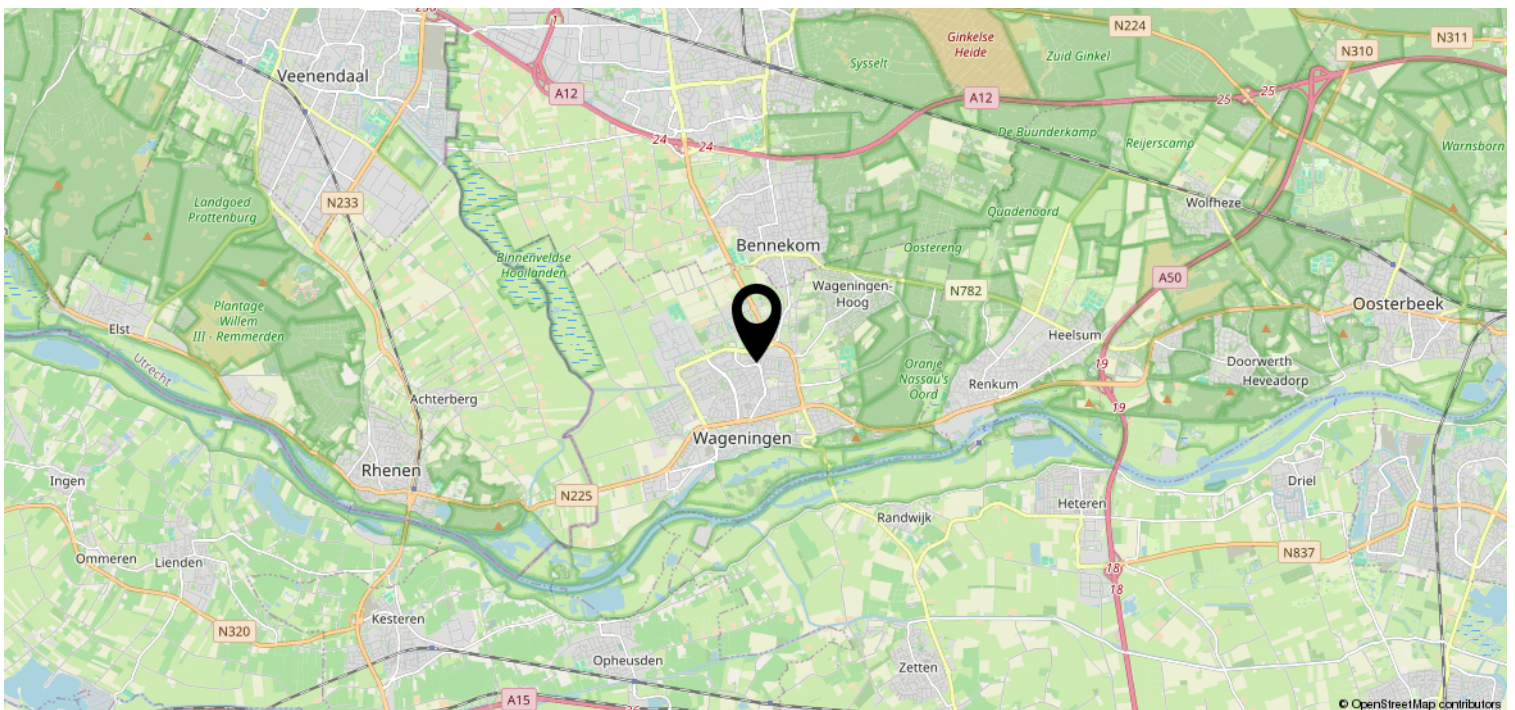 1
N224
N311
Ginkelse
Heide
N310
Zuid Ginkel
Sysselt
Veenendaal
A12
A12
25
25
24
24
De Buunderkamp
Reijerscamp
Warnsborn
Landgoed
Prattenburg
N233
Wolfheze
Quadenoord
Bennekom
Oostereng
Binnenveldse
Hooilanden
A50
Wageningen-
Hoog
N782
Plantage
Willem
III - Remmerden
Oosterbeek
Elst
Heelsum
Utrecht
Oranje
Nassau's
Oord
19
Doorwerth
Renkum
Heveadorp
Achterberg
19
Wageningen
Rhenen
Ingen
Driel
N225
Heteren
Randwijk
N837
Ommeren
Lienden
18
18
Kesteren
N320
Opheusden
Zetten
A15
© OpenStreetMap contributors